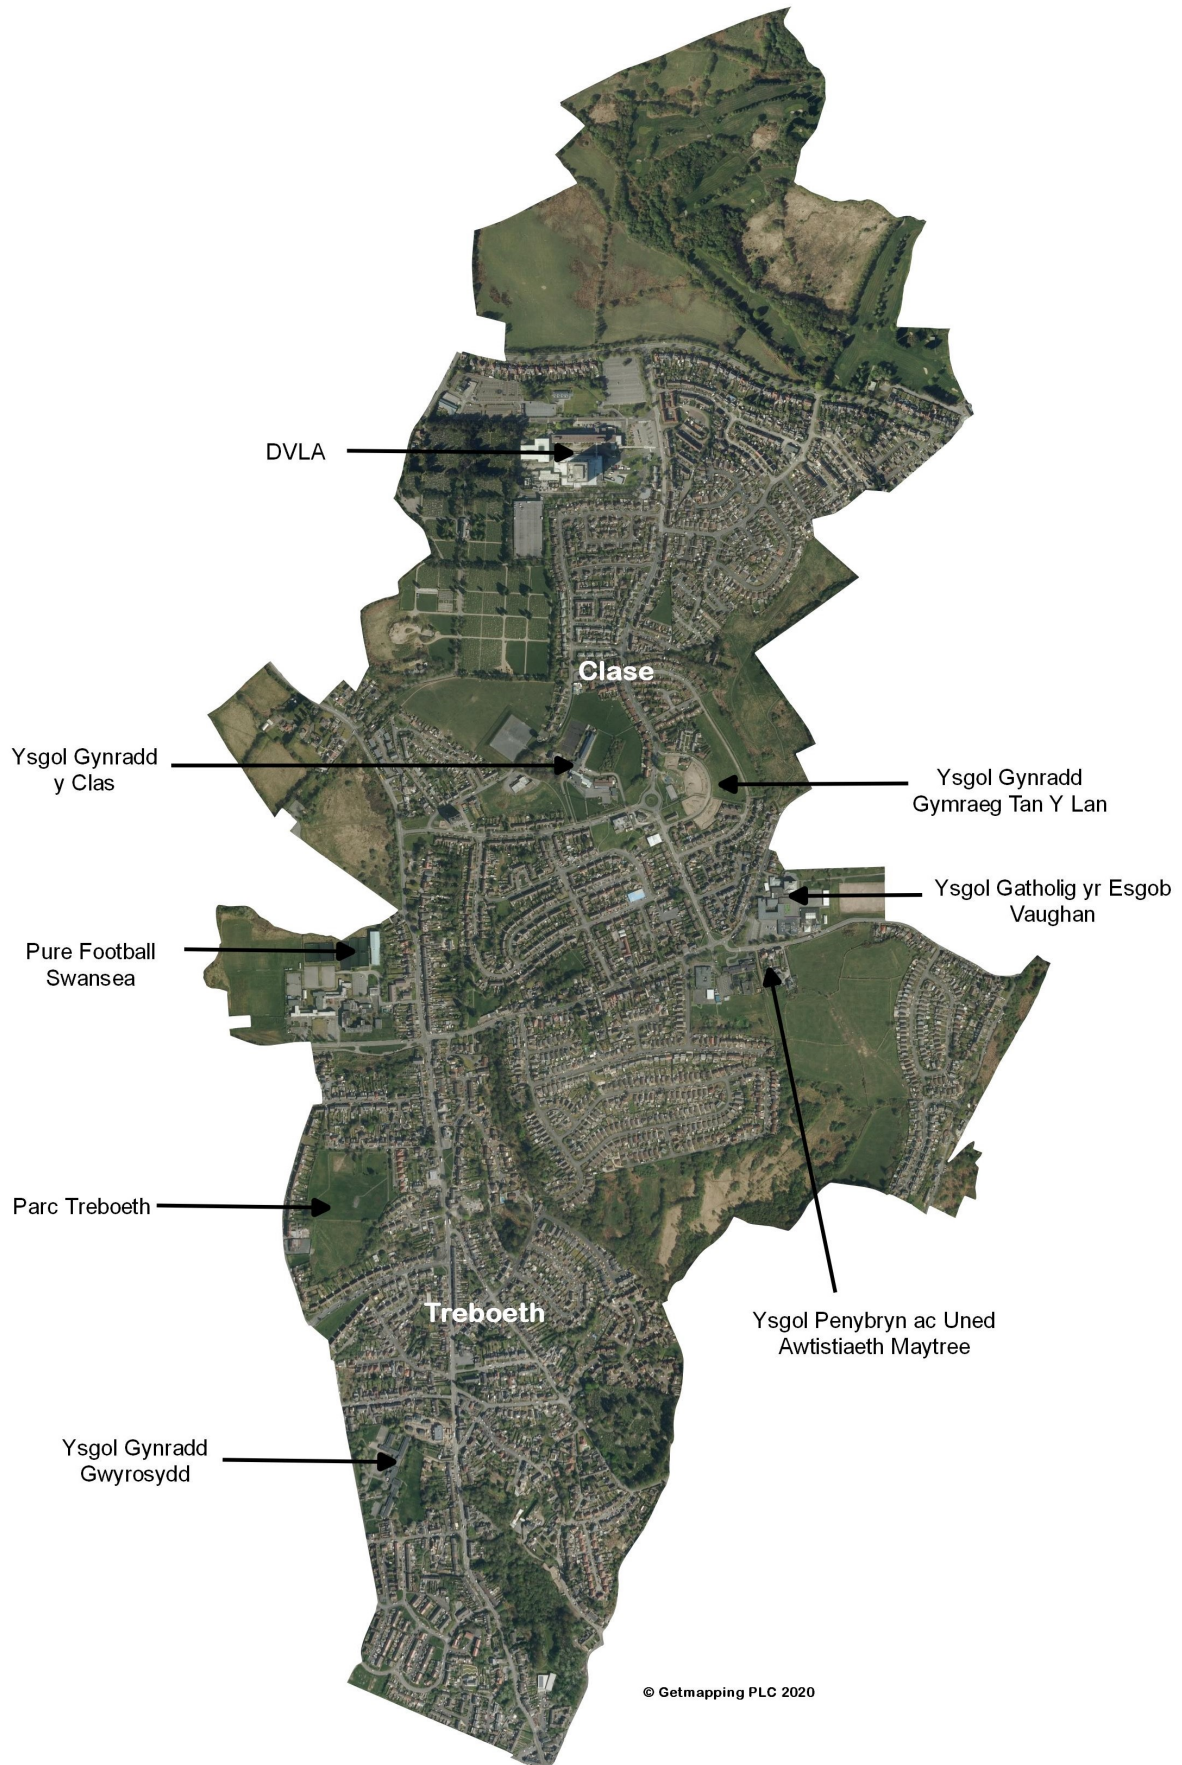 DVLA
Clase
Ysgol Gynradd
y Clas
Ysgol Gynradd
Gymraeg Tan Y Lan
Ysgol Gatholig yr Esgob
Vaughan
Pure Football
Swansea
Parc Treboeth
Treboeth
Ysgol Penybryn ac Uned
Awtistiaeth Maytree
Ysgol Gynradd
Gwyrosydd
© Getmapping PLC 2020